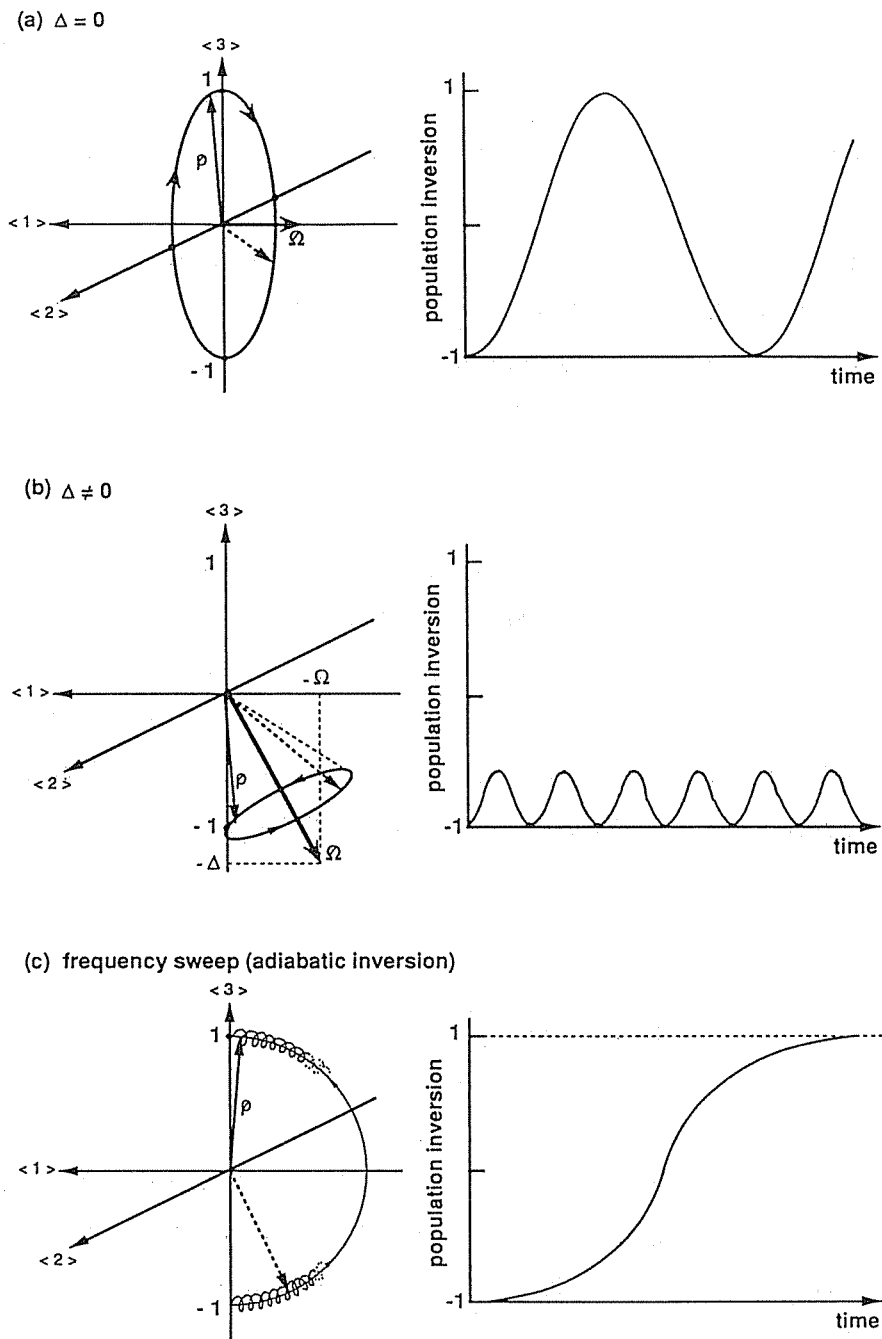 (a) Δ = 0
<3>
1
ρ
<1>
Ω
<2>
-1
1
population inversion
-1
time
(b) Δ ≠ 0
<3>
1
<1>
-Ω
<2>
ρ
-1
-Δ
Ω
1
population inversion
-1
time
(c) frequency sweep (adiabatic inversion)
<3>
1
ρ
<1>
<2>
-1
1
population inversion
-1
time